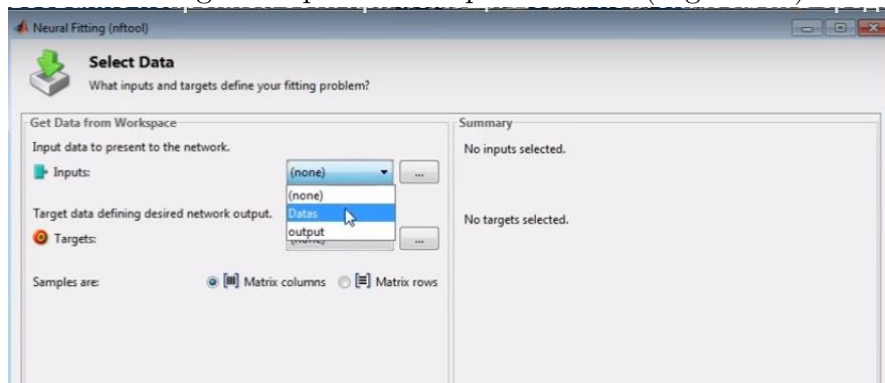 Neural Fitting (nftool)
Select Data
What inputs and targets define your fitting problem?
Get Data from Workspace
Input data to present to the network.
Inputs:
(none)
...
(none)
Datas
output
Target data defining desired network output.
Targets:
(none)
...
Samples are:
Matrix columns
Matrix rows
Summary
No inputs selected.
No targets selected.